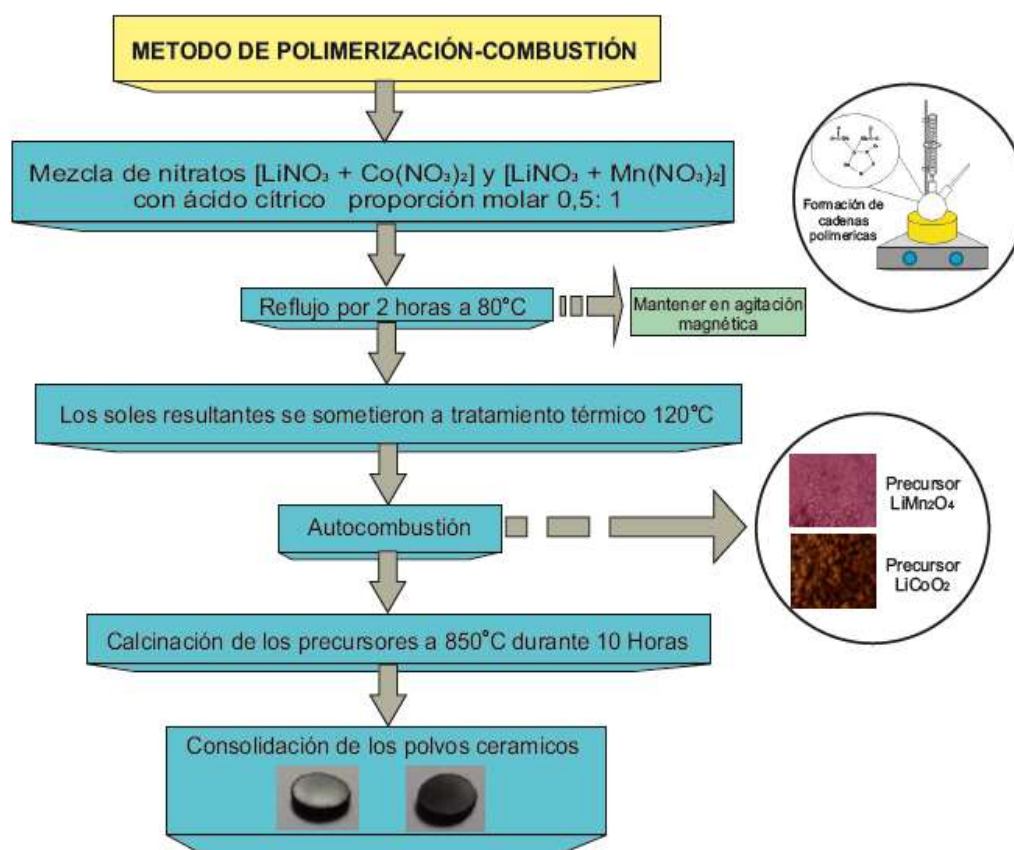 METODO DE POLIMERIZACIÓN-COMBUSTIÓN
Mezcla de nitratos [LiNO₃ + Co(NO₃)₂] y [LiNO₃ + Mn(NO₃)₂]
con ácido cítrico proporción molar 0,5: 1
Formación de
cadenas
polimericas
Reflujo por 2 horas a 80°C
Mantener en agitación
magnética
Los soles resultantes se sometieron a tratamiento térmico 120°C
Autocombustión
Precursor
LiMn₂O₄
Precursor
LiCoO₂
Calcinación de los precursores a 850°C durante 10 Horas
Consolidación de los polvos ceramicos